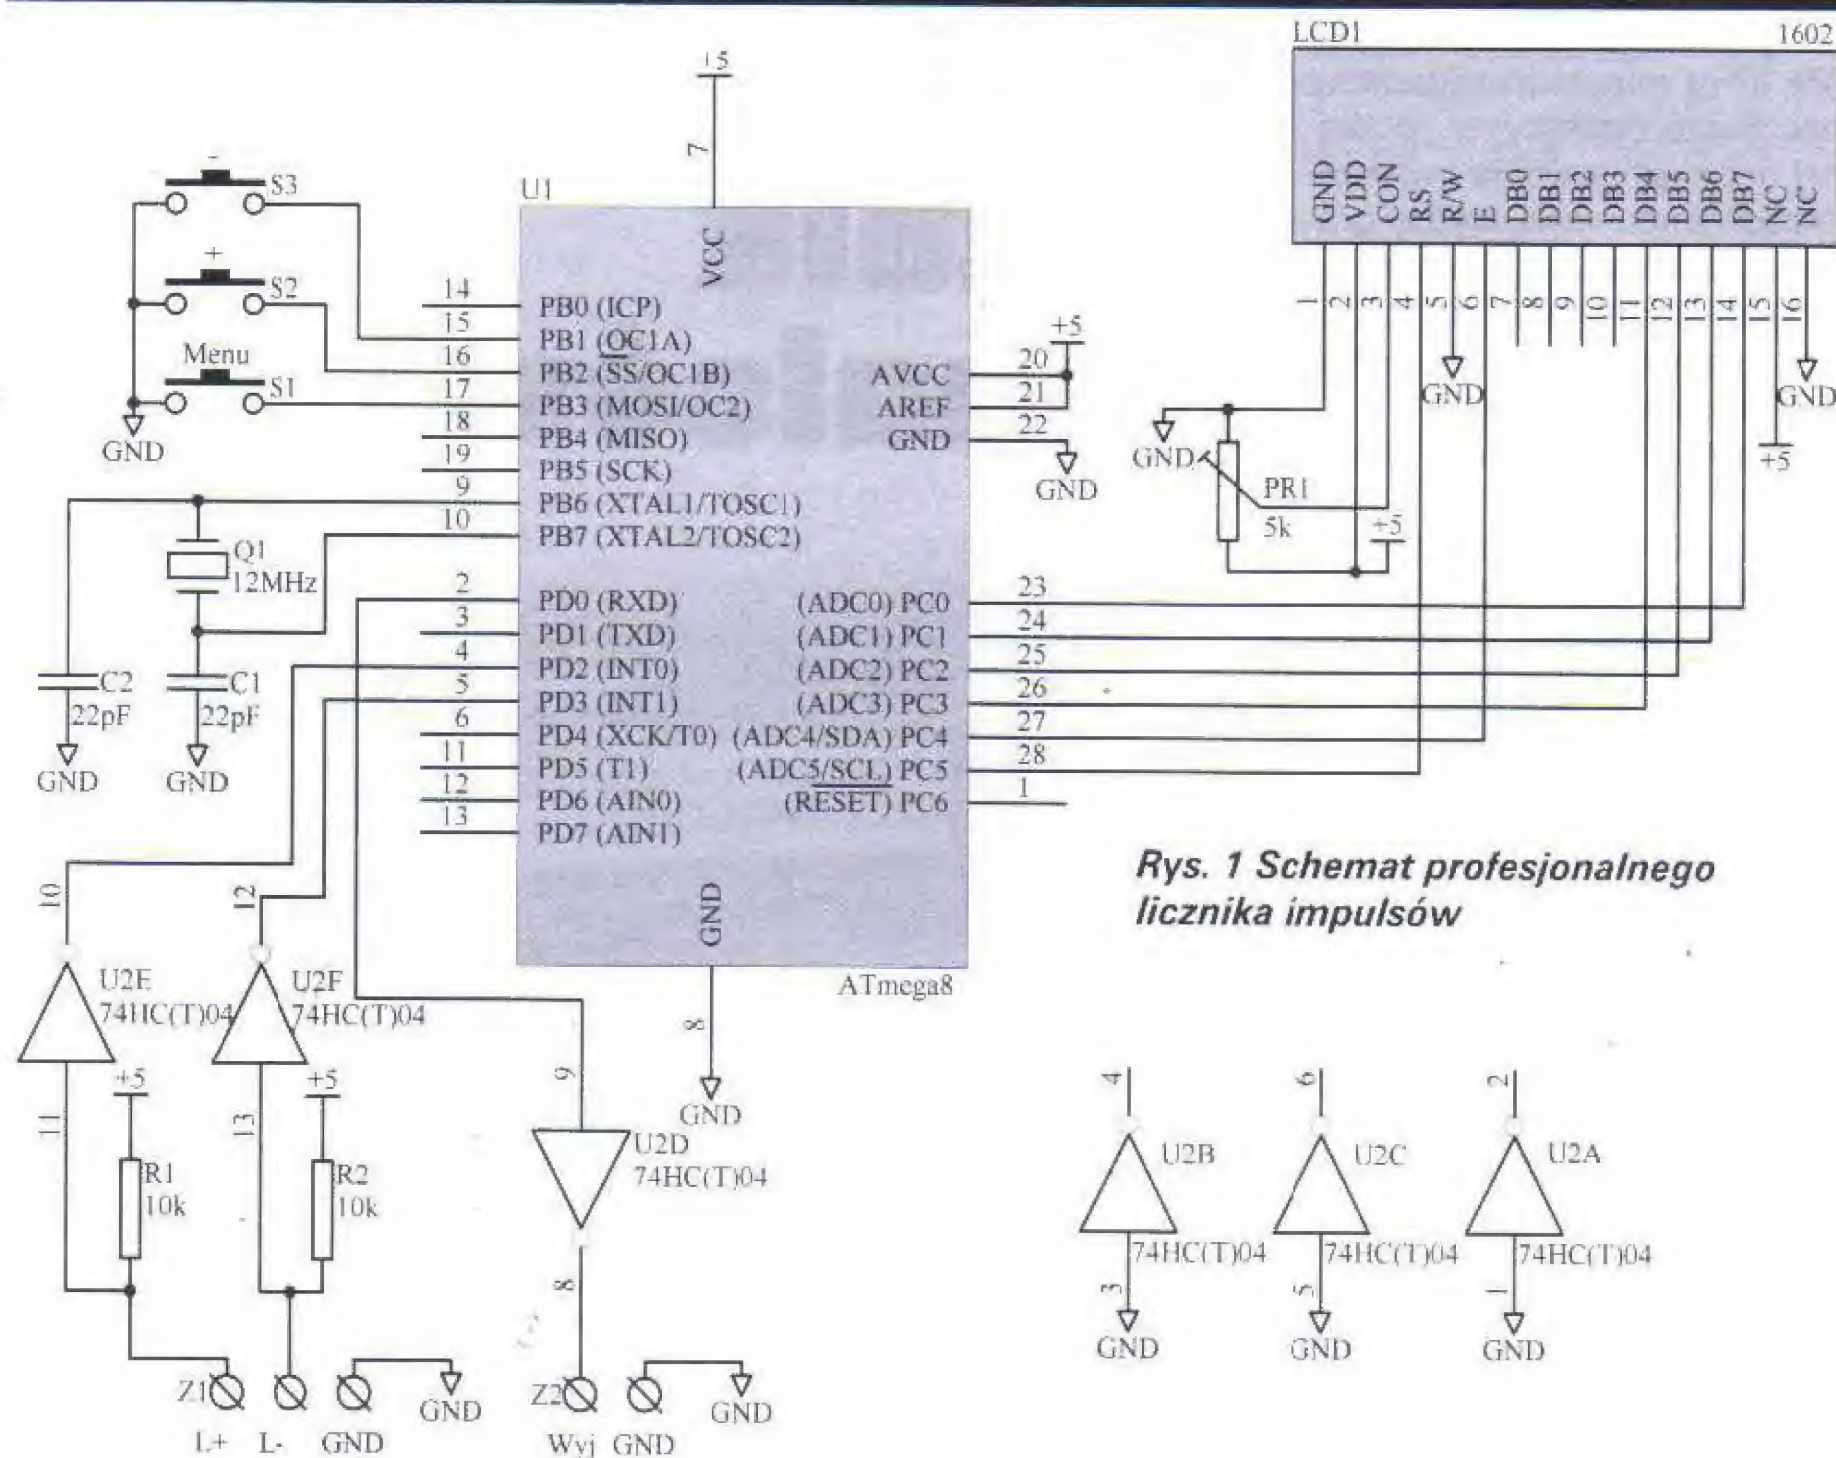 LCD1 1602
GND VDD CON RS R/W E DB0 DB1 DB2 DB3 DB4 DB5 DB6 DB7 NC NC
1 2 3 4 5 6 7 8 9 10 11 12 13 14 15 16
GND
GND
+5
GND
PR1
5k
+5
+5
7
U1
VCC
-
S3
+
S2
Menu
S1
GND
14 PB0 (ICP)
15 PB1 (OC1A)
16 PB2 (SS/OC1B)
17 PB3 (MOSI/OC2)
18 PB4 (MISO)
19 PB5 (SCK)
9 PB6 (XTAL1/TOSC1)
10 PB7 (XTAL2/TOSC2)
2 PD0 (RXD)
3 PD1 (TXD)
4 PD2 (INT0)
5 PD3 (INT1)
6 PD4 (XCK/T0)
11 PD5 (T1)
12 PD6 (AIN0)
13 PD7 (AIN1)
+5
AVCC 20
AREF 21
GND 22
GND
(ADC0) PC0 23
(ADC1) PC1 24
(ADC2) PC2 25
(ADC3) PC3 26
(ADC4/SDA) PC4 27
(ADC5/SCL) PC5 28
(RESET) PC6 1
GND
ATmega8
8
GND
Q1
12MHz
C2
22pF
GND
C1
22pF
GND
Rys. 1 Schemat profesjonalnego
licznika impulsów
10
U2E
74HC(T)04
11
+5
R1
10k
12
U2F
74HC(T)04
13
+5
R2
10k
9
U2D
74HC(T)04
8
Z1
L+ L- GND
GND
Z2
Wyj GND
GND
4
U2B
74HC(T)04
3
GND
6
U2C
74HC(T)04
5
GND
2
U2A
74HC(T)04
1
GND